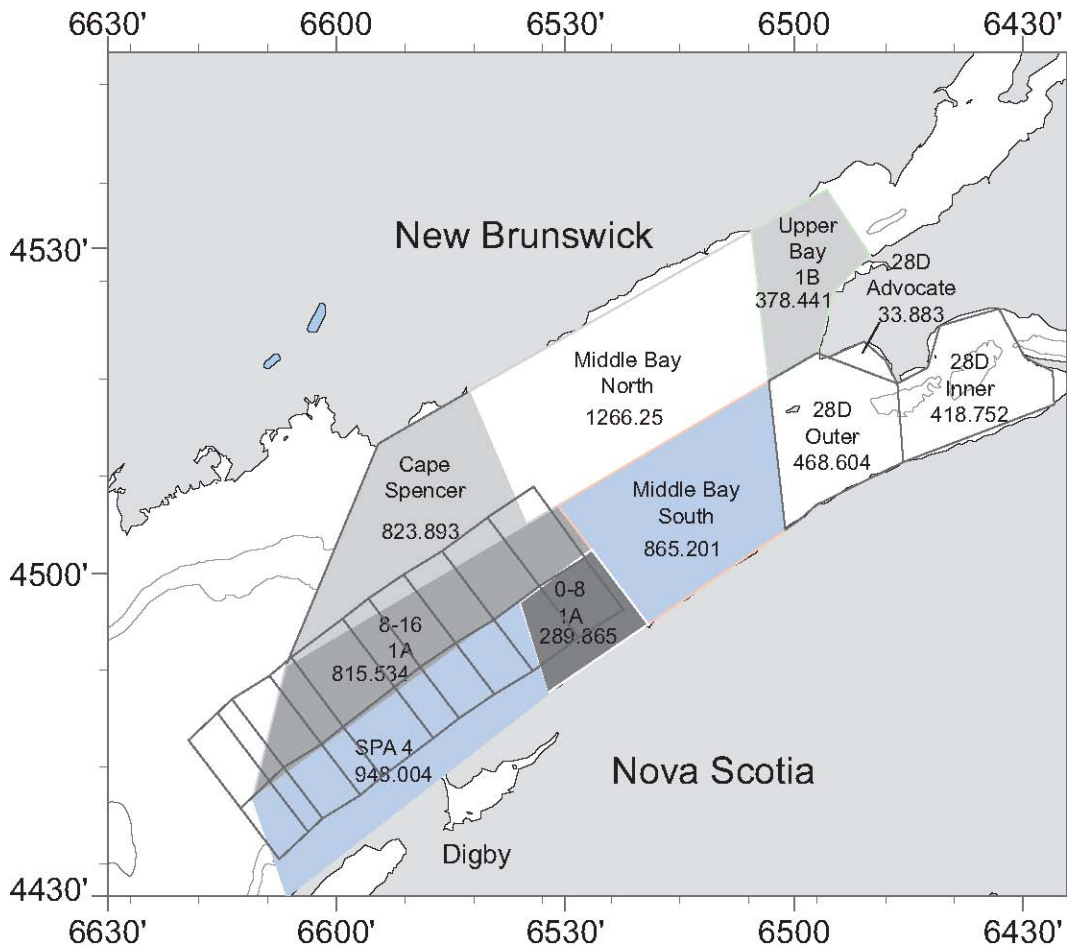 6630' 6600' 6530' 6500' 6430'
New Brunswick
4530'
Upper
Bay
1B
378.441
28D
Advocate
33.883
Middle Bay
North
1266.25
28D
Inner
418.752
28D
Outer
468.604
Cape
Spencer
823.893
Middle Bay
South
865.201
4500'
0-8
1A
289.865
8-16
1A
815.534
SPA 4
948.004
Nova Scotia
Digby
4430'
6630' 6600' 6530' 6500' 6430'